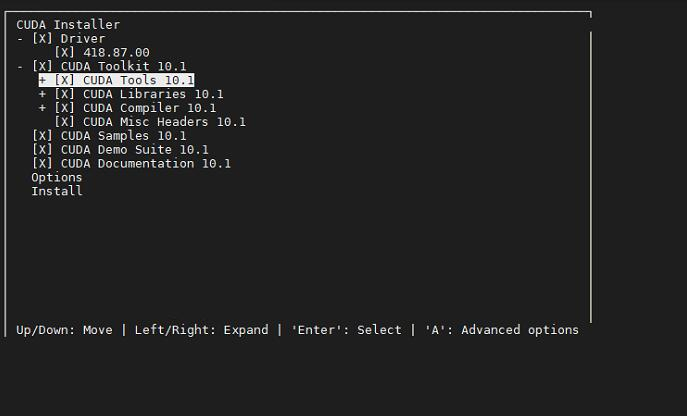 CUDA Installer
- [X] Driver
     [X] 418.87.00
- [X] CUDA Toolkit 10.1
   + [X] CUDA Tools 10.1
   + [X] CUDA Libraries 10.1
   + [X] CUDA Compiler 10.1
     [X] CUDA Misc Headers 10.1
  [X] CUDA Samples 10.1
  [X] CUDA Demo Suite 10.1
  [X] CUDA Documentation 10.1
  Options
  Install
Up/Down: Move | Left/Right: Expand | 'Enter': Select | 'A': Advanced options